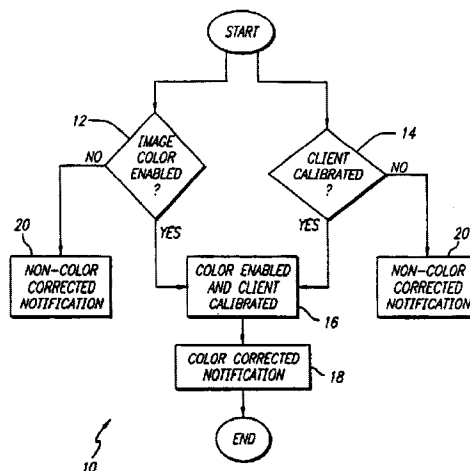 START
12
IMAGE
COLOR
ENABLED
?
NO
YES
14
CLIENT
CALIBRATED
?
NO
YES
20
NON-COLOR
CORRECTED
NOTIFICATION
COLOR ENABLED
AND CLIENT
CALIBRATED
16
20
NON-COLOR
CORRECTED
NOTIFICATION
COLOR CORRECTED
NOTIFICATION
18
END
10